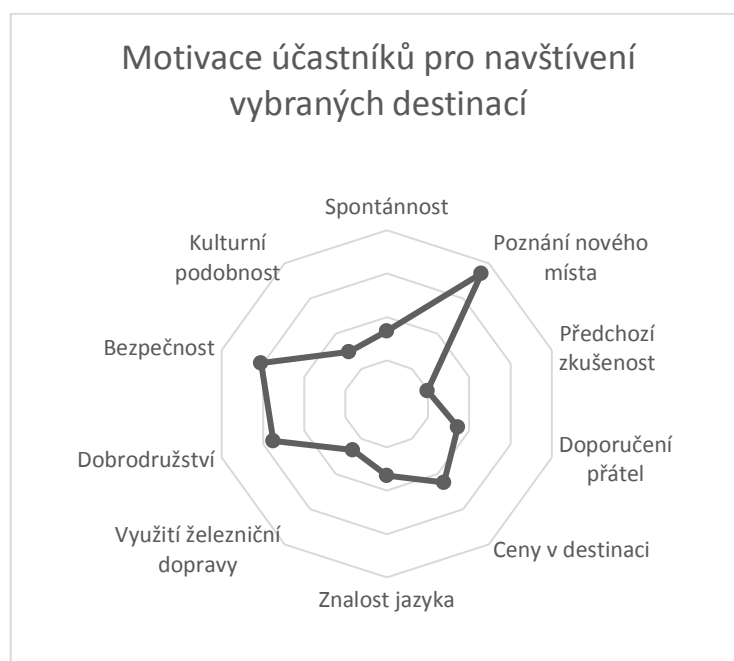 Motivace účastníků pro navštívení
vybraných destinací
Spontánnost
Poznání nového
místa
Předchozí
zkušenost
Doporučení
přátel
Ceny v destinaci
Znalost jazyka
Využití železniční
dopravy
Dobrodružství
Bezpečnost
Kulturní
podobnost